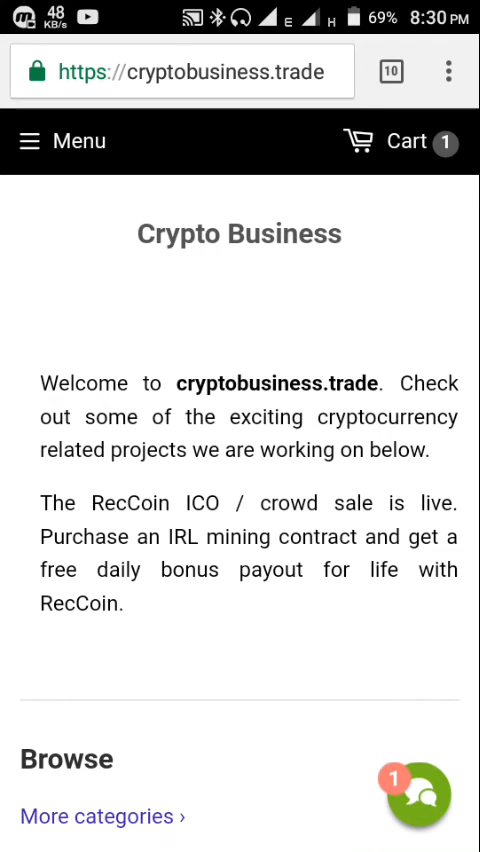 48
KB/s
E
H
69%
8:30 PM
https://cryptobusiness.trade
10
Menu
Cart 1
Crypto Business
Welcome to cryptobusiness.trade. Check
out some of the exciting cryptocurrency
related projects we are working on below.
The RecCoin ICO / crowd sale is live.
Purchase an IRL mining contract and get a
free daily bonus payout for life with
RecCoin.
Browse
1
More categories ›